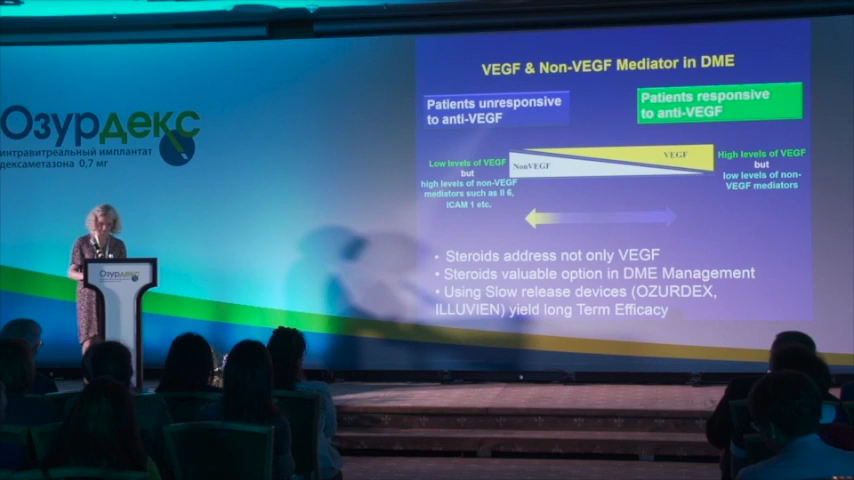 Озурдекс
интравитреальный имплантат
дексаметазона 0,7 мг
Озурдекс
VEGF & Non-VEGF Mediator in DME
Patients unresponsive
to anti-VEGF
Patients responsive
to anti-VEGF
Low levels of VEGF
but
high levels of non-VEGF
mediators such as Il 6,
ICAM 1 etc.
NonVEGF
VEGF
High levels of VEGF
but
low levels of non-
VEGF mediators
• Steroids address not only VEGF
• Steroids valuable option in DME Management
• Using Slow release devices (OZURDEX,
ILLUVIEN) yield long Term Efficacy